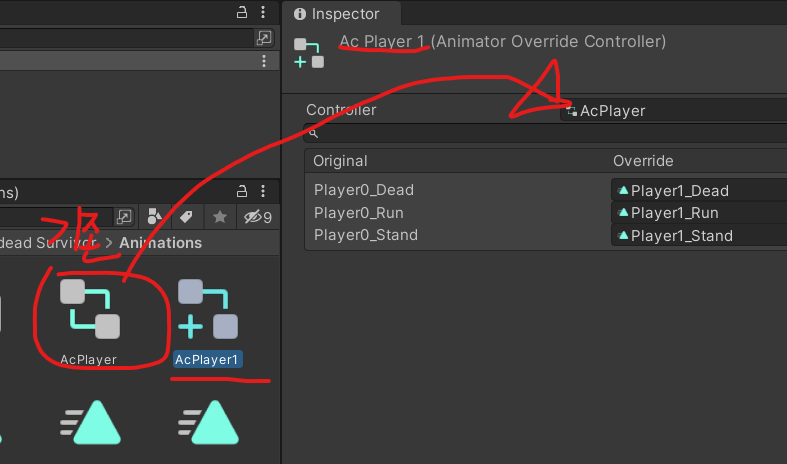 Inspector
Ac Player 1 (Animator Override Controller)
Controller
AcPlayer
Original
Override
Player0_Dead
Player1_Dead
Player0_Run
Player1_Run
Player0_Stand
Player1_Stand
ns)
9
dead Survivor > Animations
기존
AcPlayer
AcPlayer1